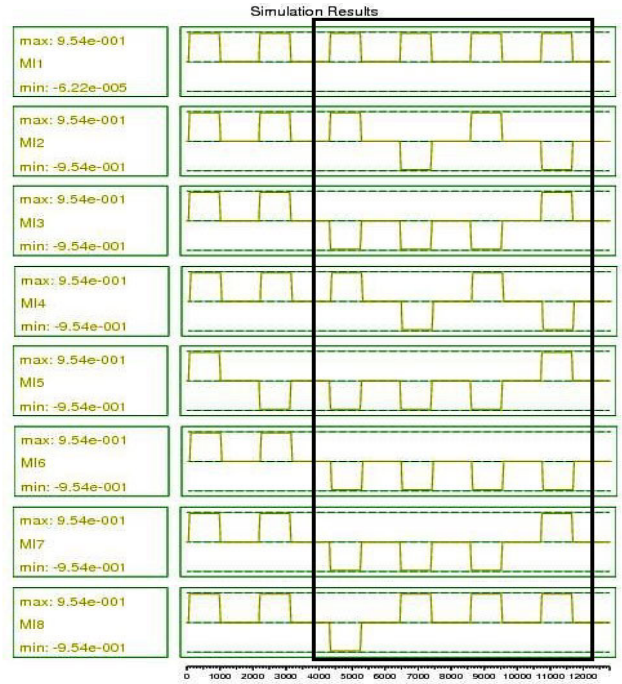 Simulation Results
max: 9.54e-001
MI1
min: -6.22e-005
max: 9.54e-001
MI2
min: -9.54e-001
max: 9.54e-001
MI3
min: -9.54e-001
max: 9.54e-001
MI4
min: -9.54e-001
max: 9.54e-001
MI5
min: -9.54e-001
max: 9.54e-001
MI6
min: -9.54e-001
max: 9.54e-001
MI7
min: -9.54e-001
max: 9.54e-001
MI8
min: -9.54e-001
0 1000 2000 3000 4000 5000 6000 7000 8000 9000 10000 11000 12000